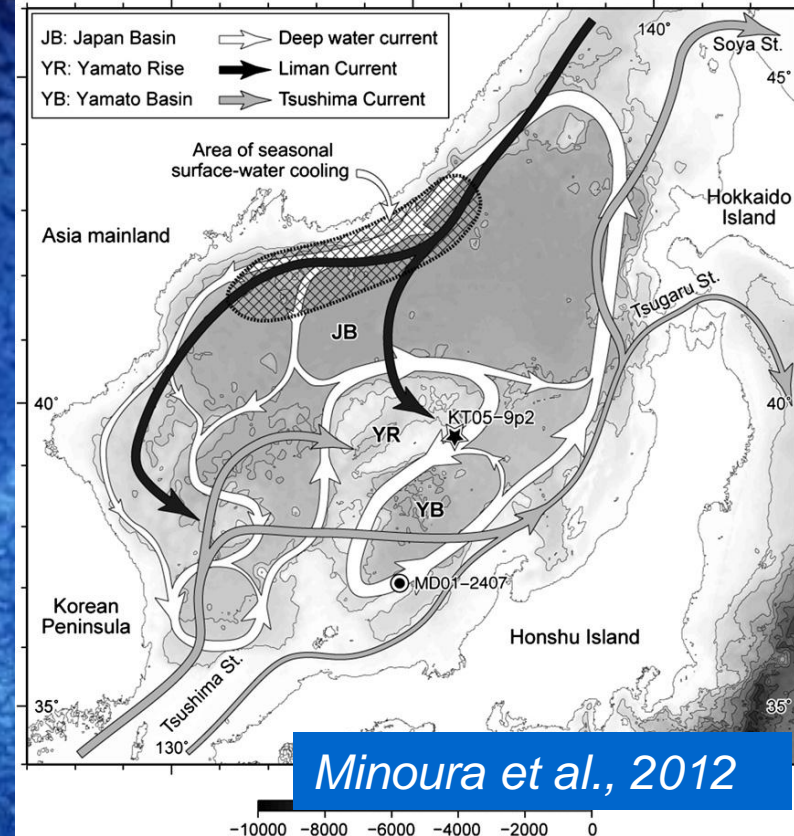 JB: Japan Basin
YR: Yamato Rise
YB: Yamato Basin
Deep water current
Liman Current
Tsushima Current
140°
Soya St.
45°
Area of seasonal
surface-water cooling
Hokkaido
Island
Asia mainland
Tsugaru St.
JB
40°
40°
KT05-9p2
YR
YB
MD01-2407
Korean
Peninsula
Honshu Island
Tsushima St.
35°
35°
130°
Minoura et al., 2012
-10000 -8000 -6000 -4000 -2000 0